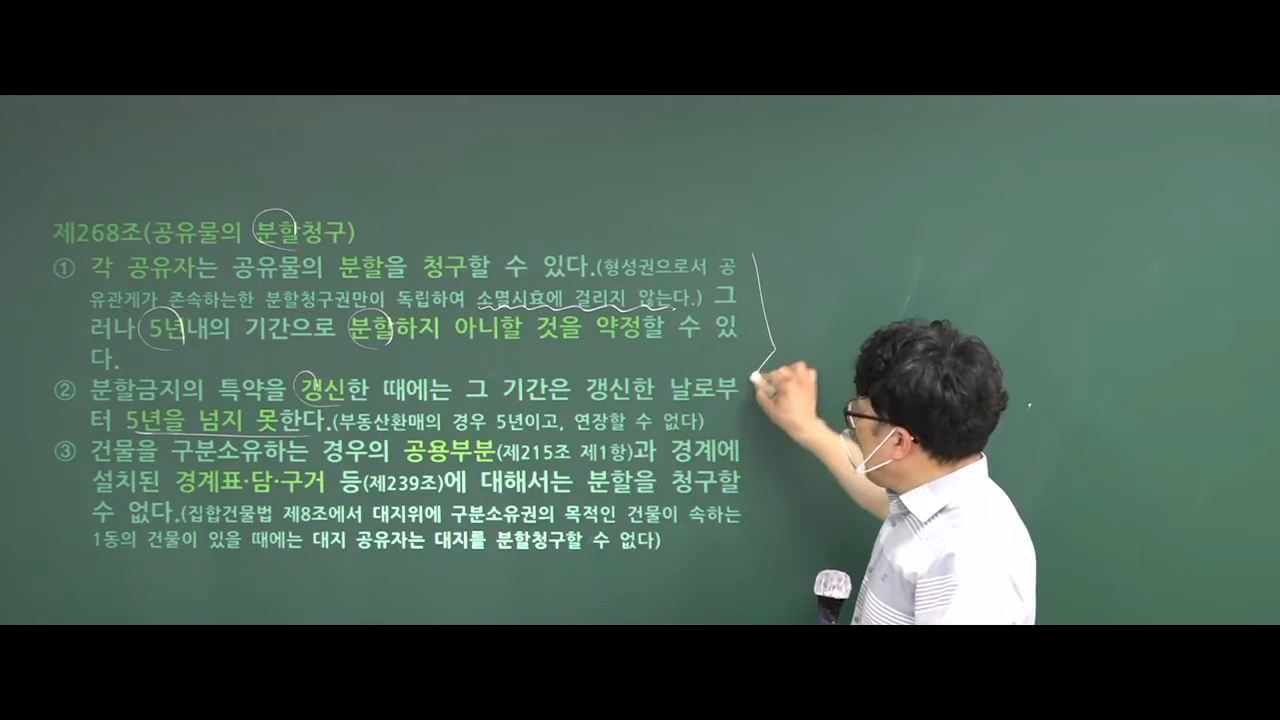 제268조(공유물의 분할청구)
① 각 공유자는 공유물의 분할을 청구할 수 있다.(형성권으로서 공
유관게가 존속하는한 분할청구권만이 독립하여 소멸시효에 걸리지 않는다.) 그
러나 5년내의 기간으로 분할하지 아니할 것을 약정할 수 있
다.
② 분할금지의 특약을 갱신한 때에는 그 기간은 갱신한 날로부
터 5년을 넘지 못한다.(부동산환매의 경우 5년이고, 연장할 수 없다)
③ 건물을 구분소유하는 경우의 공용부분(제215조 제1항)과 경계에
설치된 경계표·담·구거 등(제239조)에 대해서는 분할을 청구할
수 없다.(집합건물법 제8조에서 대지위에 구분소유권의 목적인 건물이 속하는
1동의 건물이 있을 때에는 대지 공유자는 대지를 분할청구할 수 없다)